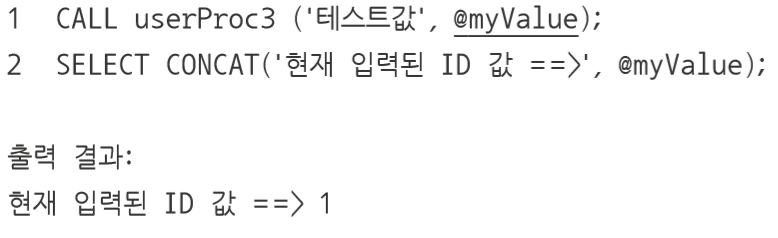 1 CALL userProc3 ('테스트값', @myValue);
2 SELECT CONCAT('현재 입력된 ID 값 ==>', @myValue);
출력 결과:
현재 입력된 ID 값 ==> 1